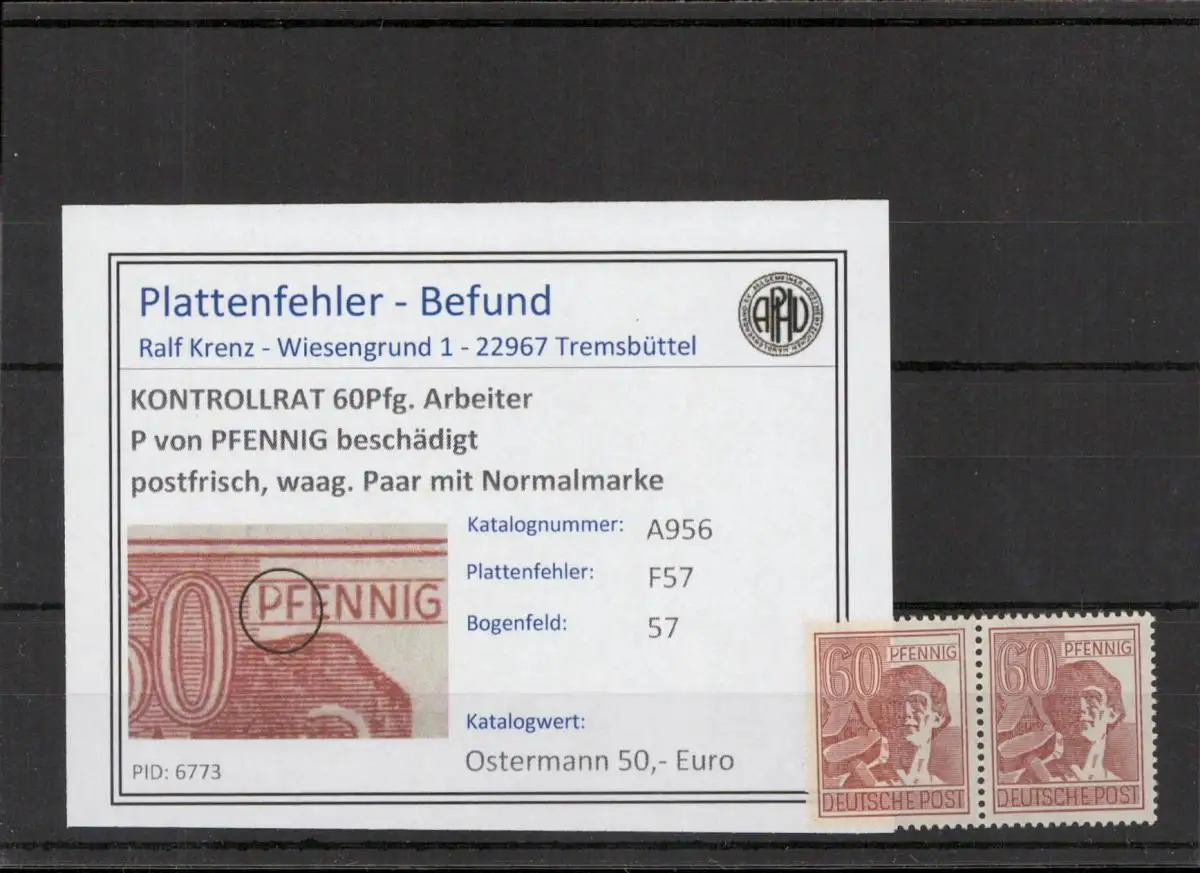 Plattenfehler - Befund
Ralf Krenz - Wiesengrund 1 - 22967 Tremsbüttel
APHV
KONTROLLRAT 60Pfg. Arbeiter
P von PFENNIG beschädigt
postfrisch, waag. Paar mit Normalmarke
60 PFENNIG
Katalognummer: A956
Plattenfehler: F57
Bogenfeld: 57
Katalogwert:
Ostermann 50,- Euro
PID: 6773
60 PFENNIG
DEUTSCHE POST
60 PFENNIG
DEUTSCHE POST